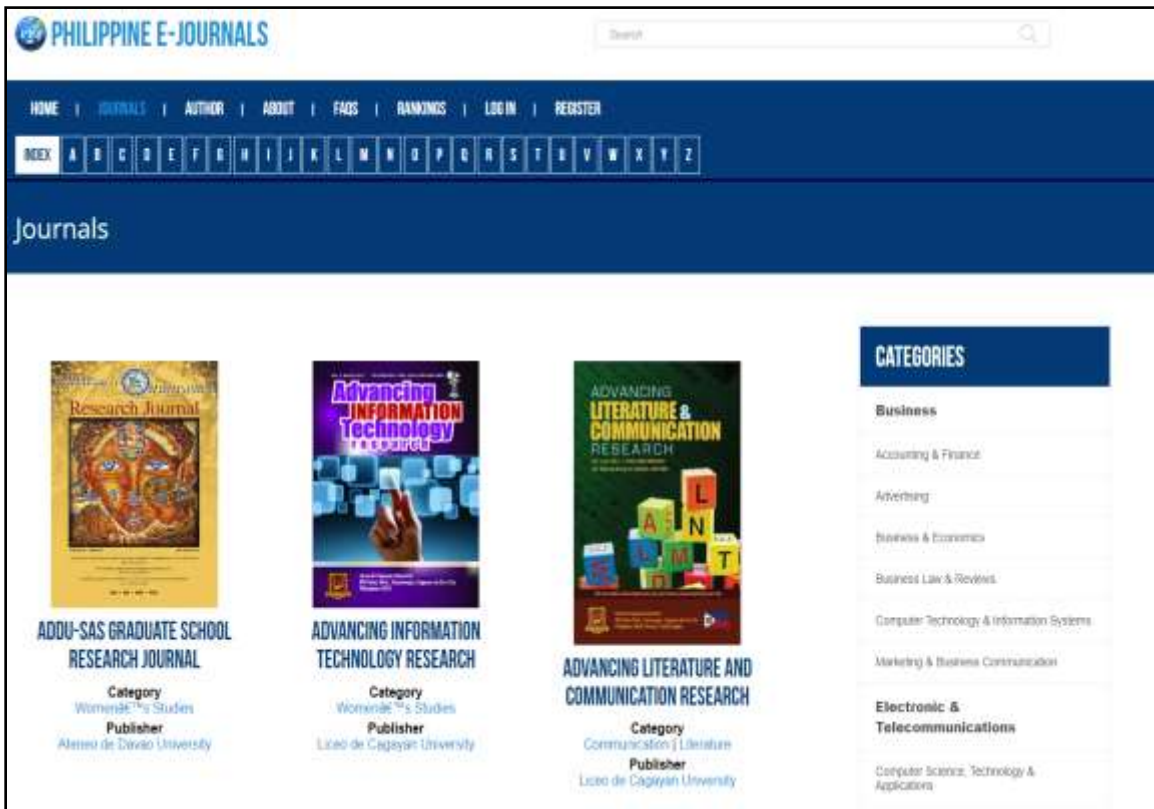 PHILIPPINE E-JOURNALS
Search
HOME | JOURNALS | AUTHOR | ABOUT | FAQS | RANKINGS | LOG IN | REGISTER
INDEX A B C D E F G H I J K L M N O P Q R S T U V W X Y Z
Journals
Research Journal
Advancing
INFORMATION
Technology
research
ADVANCING
LITERATURE &
COMMUNICATION
RESEARCH
L
A N
L M T
ADDU-SAS GRADUATE SCHOOL
RESEARCH JOURNAL
Category
Womenâ€™s Studies
Publisher
Ateneo de Davao University
ADVANCING INFORMATION
TECHNOLOGY RESEARCH
Category
Womenâ€™s Studies
Publisher
Liceo de Cagayan University
ADVANCING LITERATURE AND
COMMUNICATION RESEARCH
Category
Communication | Literature
Publisher
Liceo de Cagayan University
CATEGORIES
Business
Accounting & Finance
Advertising
Business & Economics
Business Law & Reviews
Computer Technology & Information Systems
Marketing & Business Communication
Electronic &
Telecommunications
Computer Science, Technology &
Applications